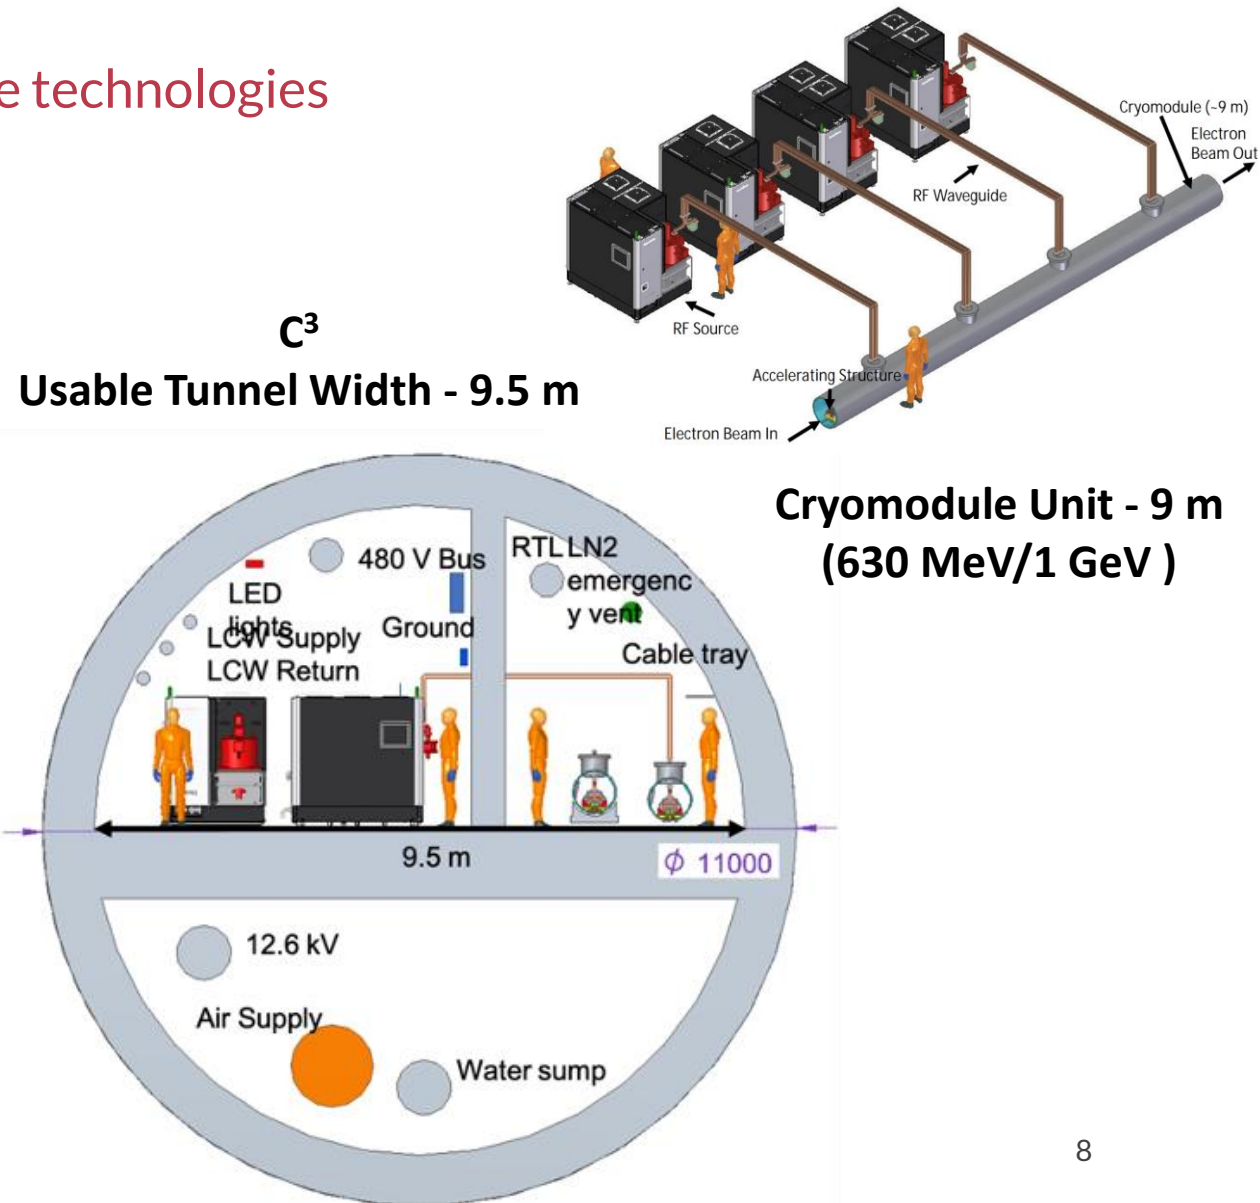 e technologies
Cryomodule (~9 m)
Electron
Beam Out
RF Waveguide
RF Source
Accelerating Structure
Electron Beam In
C³
Usable Tunnel Width - 9.5 m
Cryomodule Unit - 9 m
(630 MeV/1 GeV )
480 V Bus
RTL
LN2
emergenc
y vent
LED
lights
LCW Supply
LCW Return
Ground
Cable tray
9.5 m
ϕ 11000
12.6 kV
Air Supply
Water sump
8